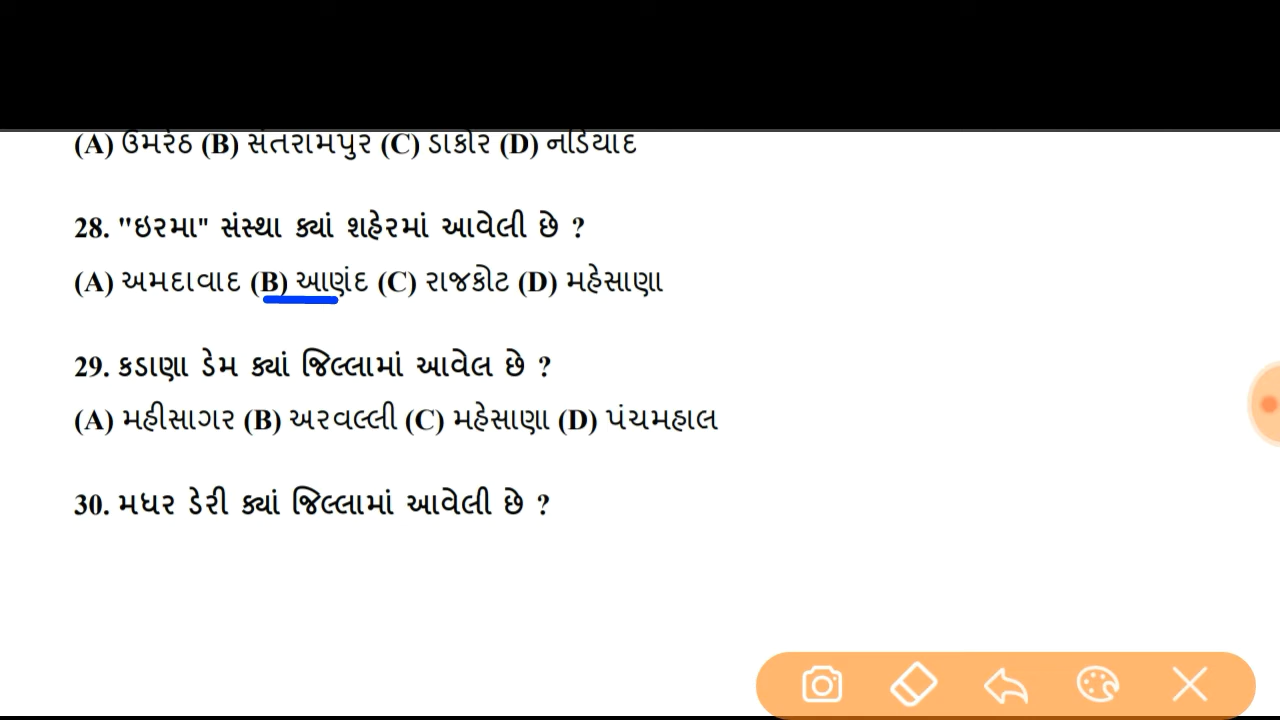 (A) ઉમરેઠ (B) સંતરામપુર (C) ડાકોર (D) નડિયાદ
28. "ઇરમા" સંસ્થા ક્યાં શહેરમાં આવેલી છે ?
(A) અમદાવાદ (B) આણંદ (C) રાજકોટ (D) મહેસાણા
29. કડાણા ડેમ ક્યાં જિલ્લામાં આવેલ છે ?
(A) મહીસાગર (B) અરવલ્લી (C) મહેસાણા (D) પંચમહાલ
30. મધર ડેરી ક્યાં જિલ્લામાં આવેલી છે ?